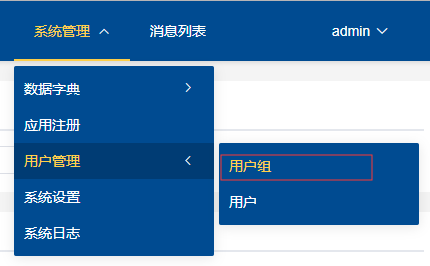 系统管理 消息列表 admin
数据字典
应用注册
用户管理
用户组
系统设置
用户
系统日志